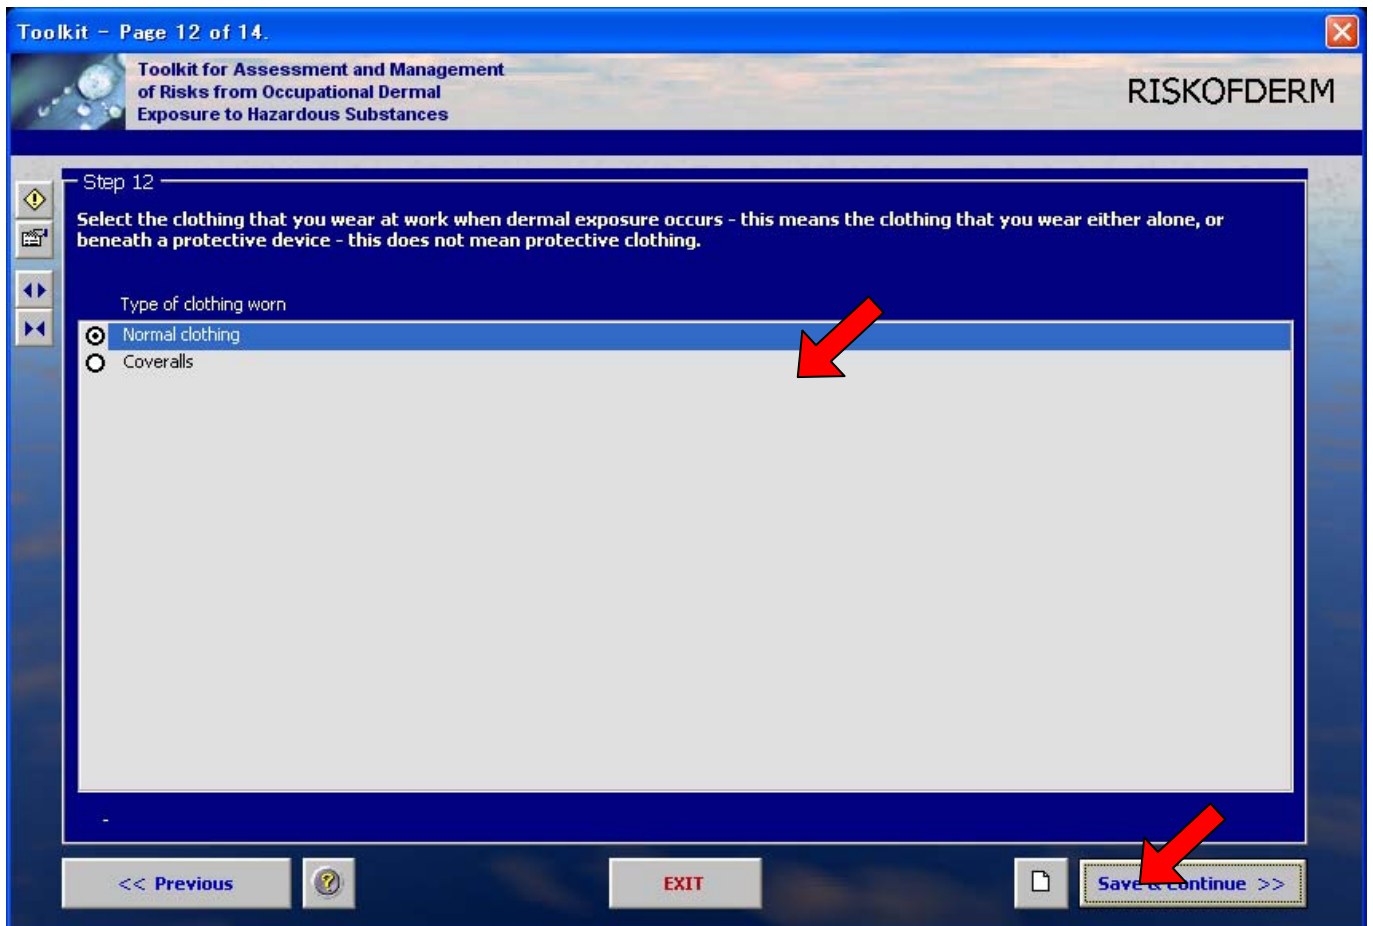 Toolkit - Page 12 of 14.
Toolkit for Assessment and Management
of Risks from Occupational Dermal
Exposure to Hazardous Substances
RISKOFDERM
Step 12
Select the clothing that you wear at work when dermal exposure occurs - this means the clothing that you wear either alone, or
beneath a protective device - this does not mean protective clothing.
Type of clothing worn
Normal clothing
Coveralls
-
<< Previous
EXIT
Save & Continue >>